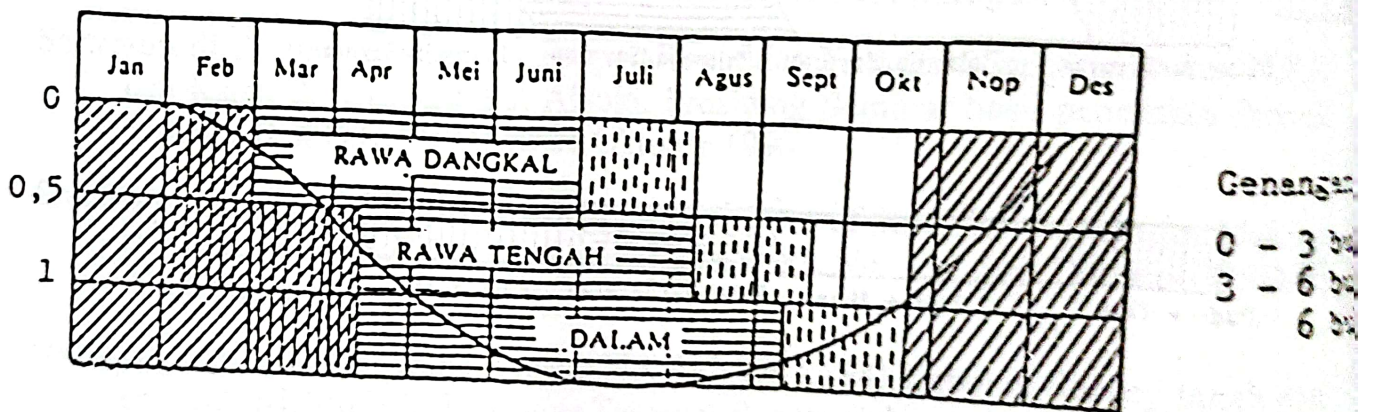 Jan Feb Mar Apr Mei Juni Juli Agus Sept Okt Nop Des
0
RAWA DANGKAL
0,5
RAWA TENGAH
1
DALAM
0 - 3
3 - 6
6